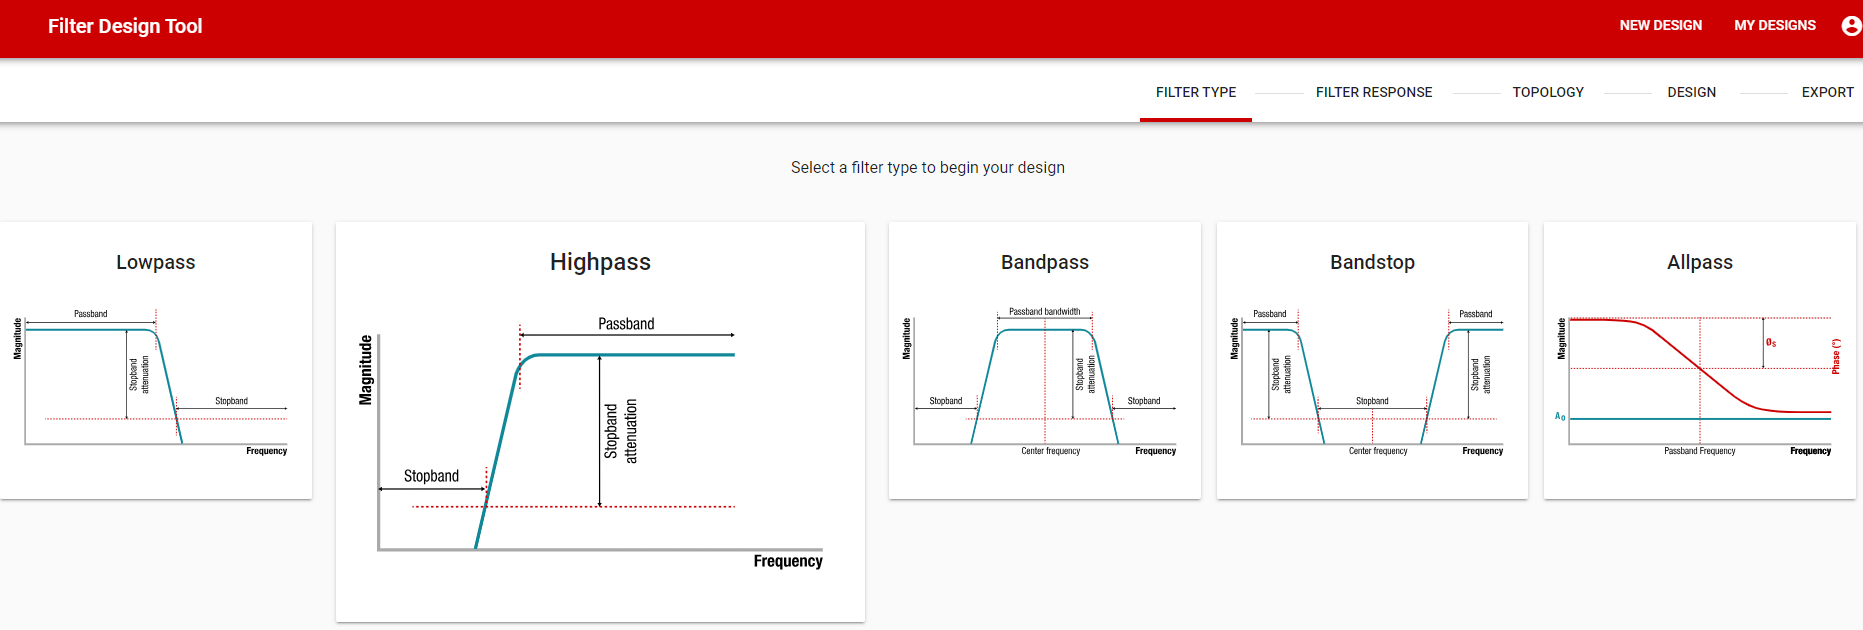 Filter Design Tool
NEW DESIGN
MY DESIGNS
FILTER TYPE
FILTER RESPONSE
TOPOLOGY
DESIGN
EXPORT
Select a filter type to begin your design
Lowpass
Magnitude
Passband
Stopband
attenuation
Stopband
Frequency
Highpass
Magnitude
Passband
Stopband
attenuation
Stopband
Frequency
Bandpass
Magnitude
Passband bandwidth
Stopband
attenuation
Stopband
Stopband
Center frequency
Frequency
Bandstop
Magnitude
Passband
Passband
Stopband
attenuation
Stopband
attenuation
Stopband
Center frequency
Frequency
Allpass
Magnitude
Øs
Phase (°)
A0
Passband Frequency
Frequency